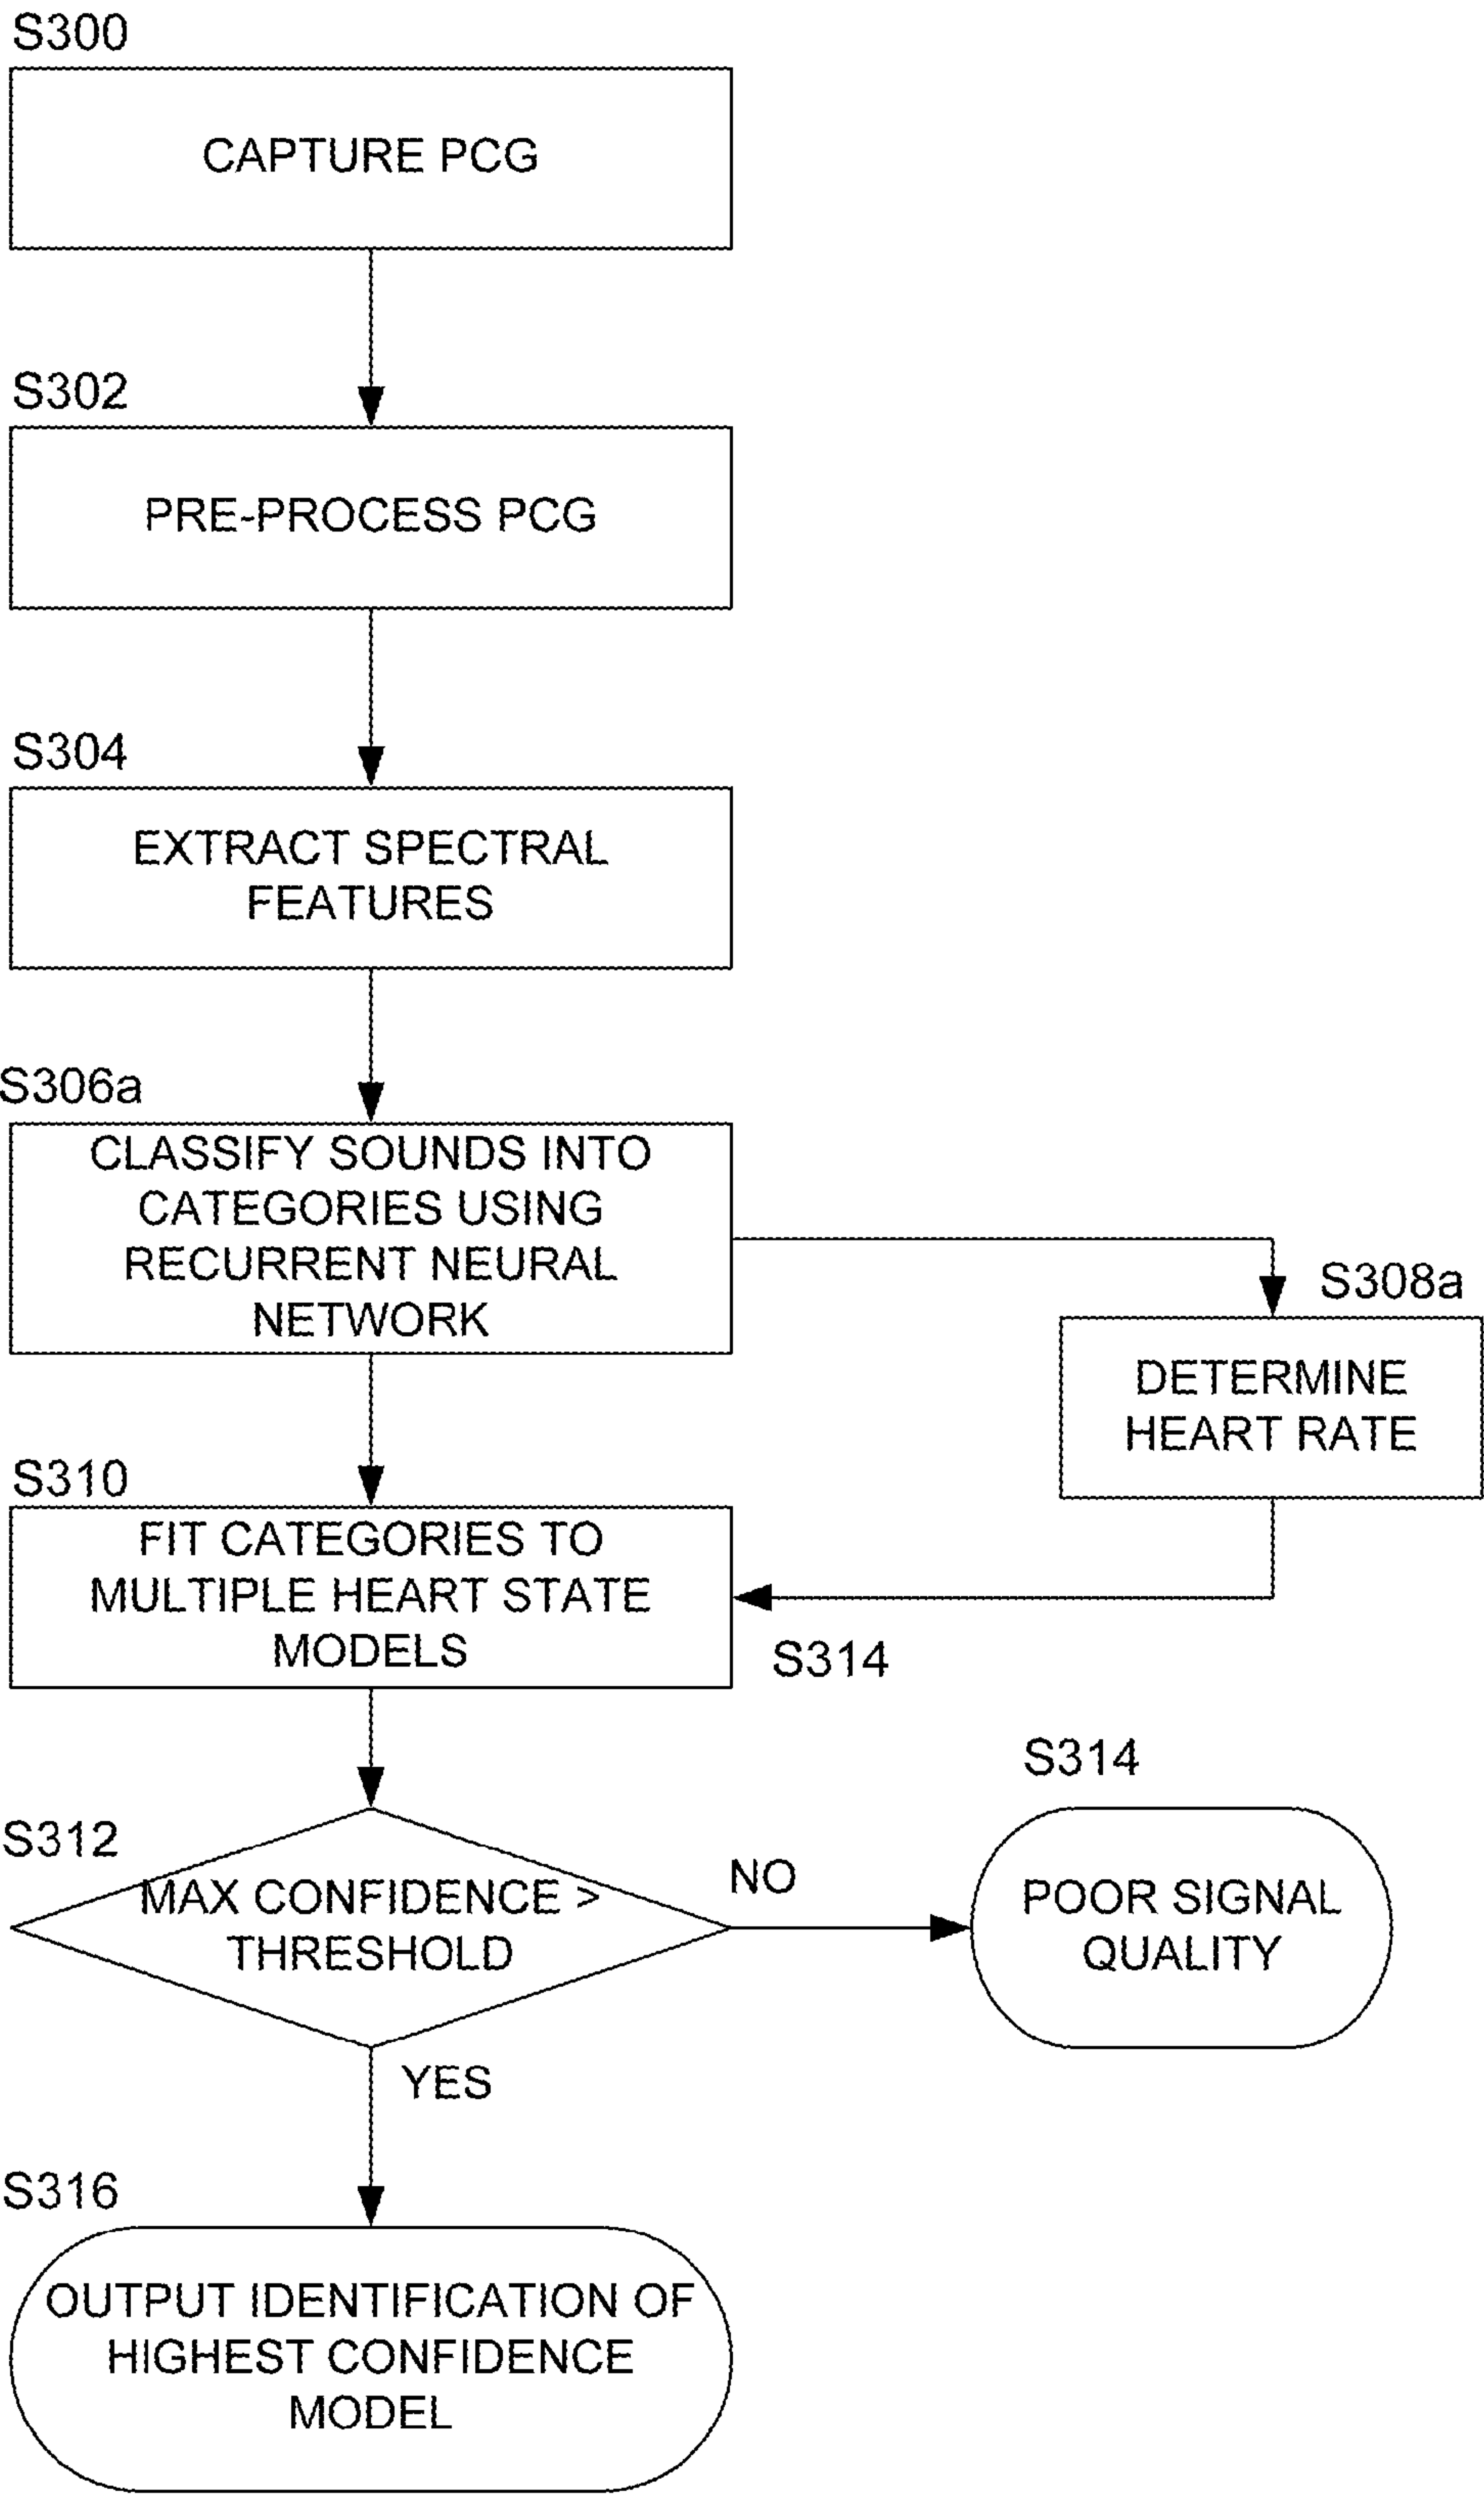 S300
CAPTURE PCG
S302
PRE-PROCESS PCG
S304
EXTRACT SPECTRAL
FEATURES
S306a
CLASSIFY SOUNDS INTO
CATEGORIES USING
RECURRENT NEURAL
NETWORK
S308a
DETERMINE
HEART RATE
S310
FIT CATEGORIES TO
MULTIPLE HEART STATE
MODELS
S314
S312
MAX CONFIDENCE >
THRESHOLD
NO
S314
POOR SIGNAL
QUALITY
YES
S316
OUTPUT IDENTIFICATION OF
HIGHEST CONFIDENCE
MODEL